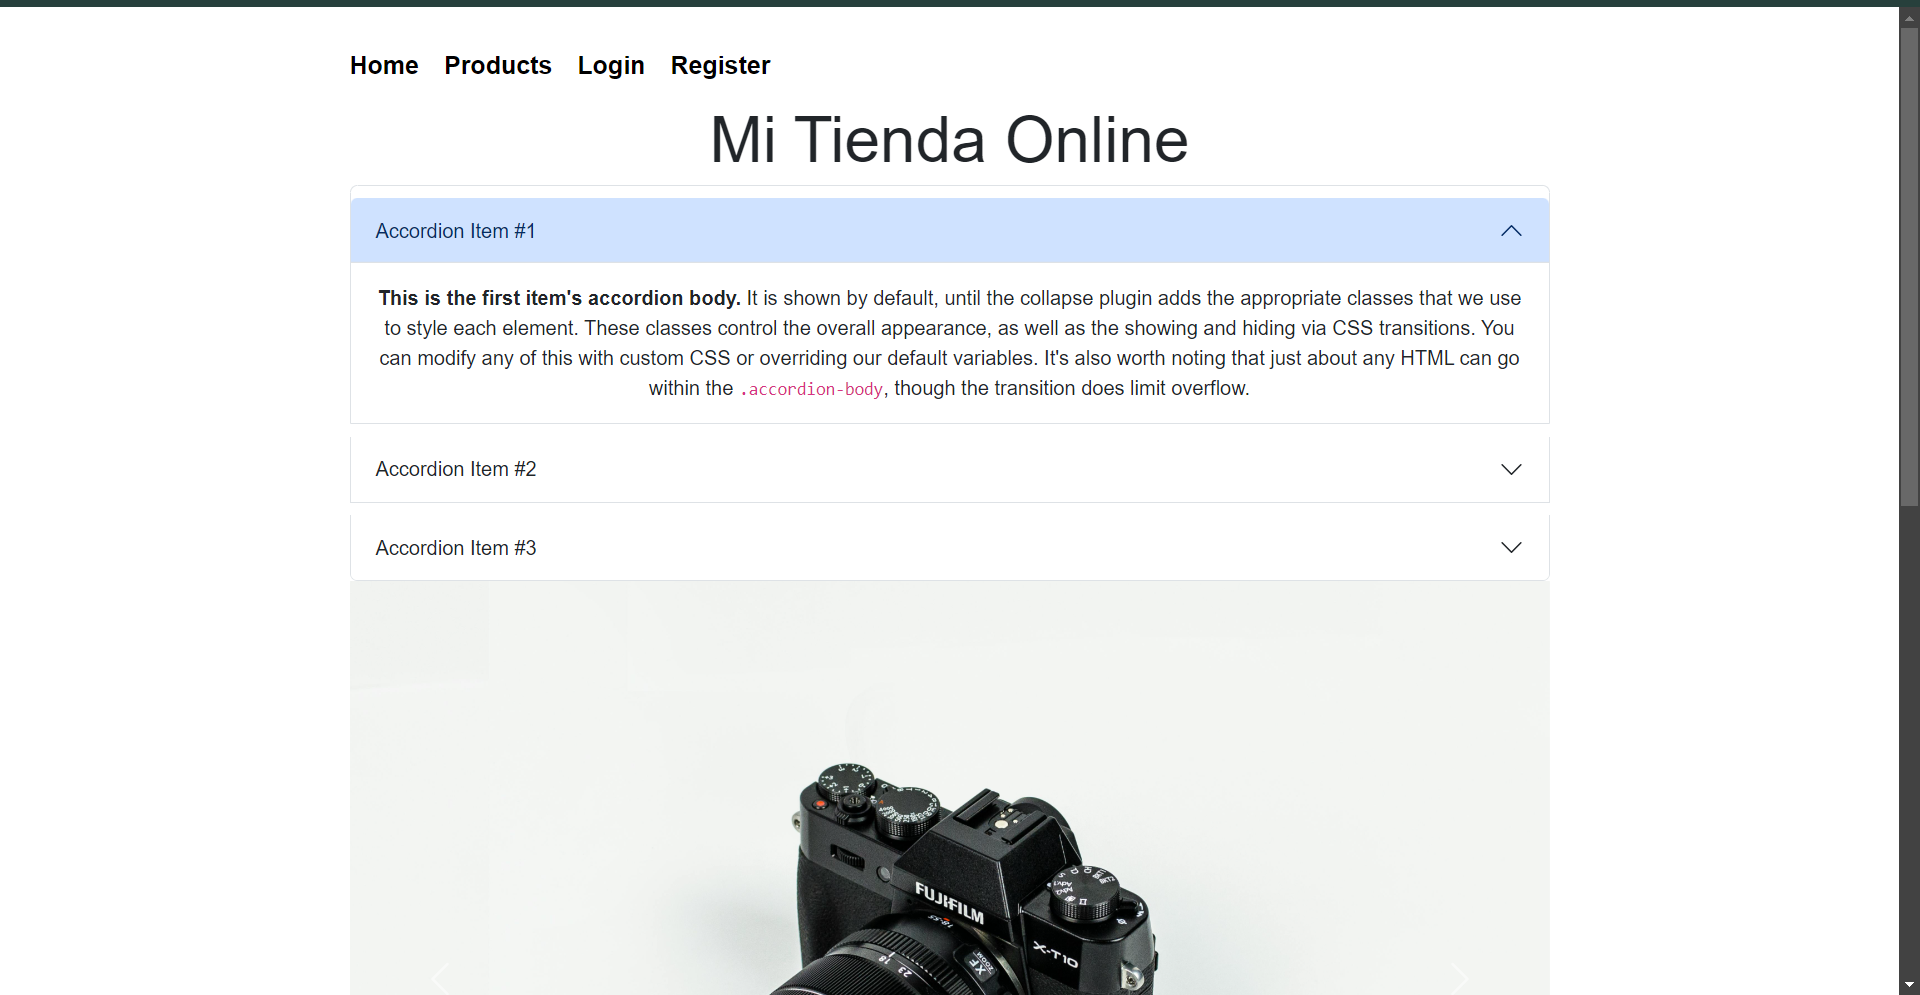 Home Products Login Register
Mi Tienda Online
Accordion Item #1
This is the first item's accordion body. It is shown by default, until the collapse plugin adds the appropriate classes that we use
to style each element. These classes control the overall appearance, as well as the showing and hiding via CSS transitions. You
can modify any of this with custom CSS or overriding our default variables. It's also worth noting that just about any HTML can go
within the .accordion-body, though the transition does limit overflow.
Accordion Item #2
Accordion Item #3
FUJIFILM
X-T10
XF
ZOOM
18 23